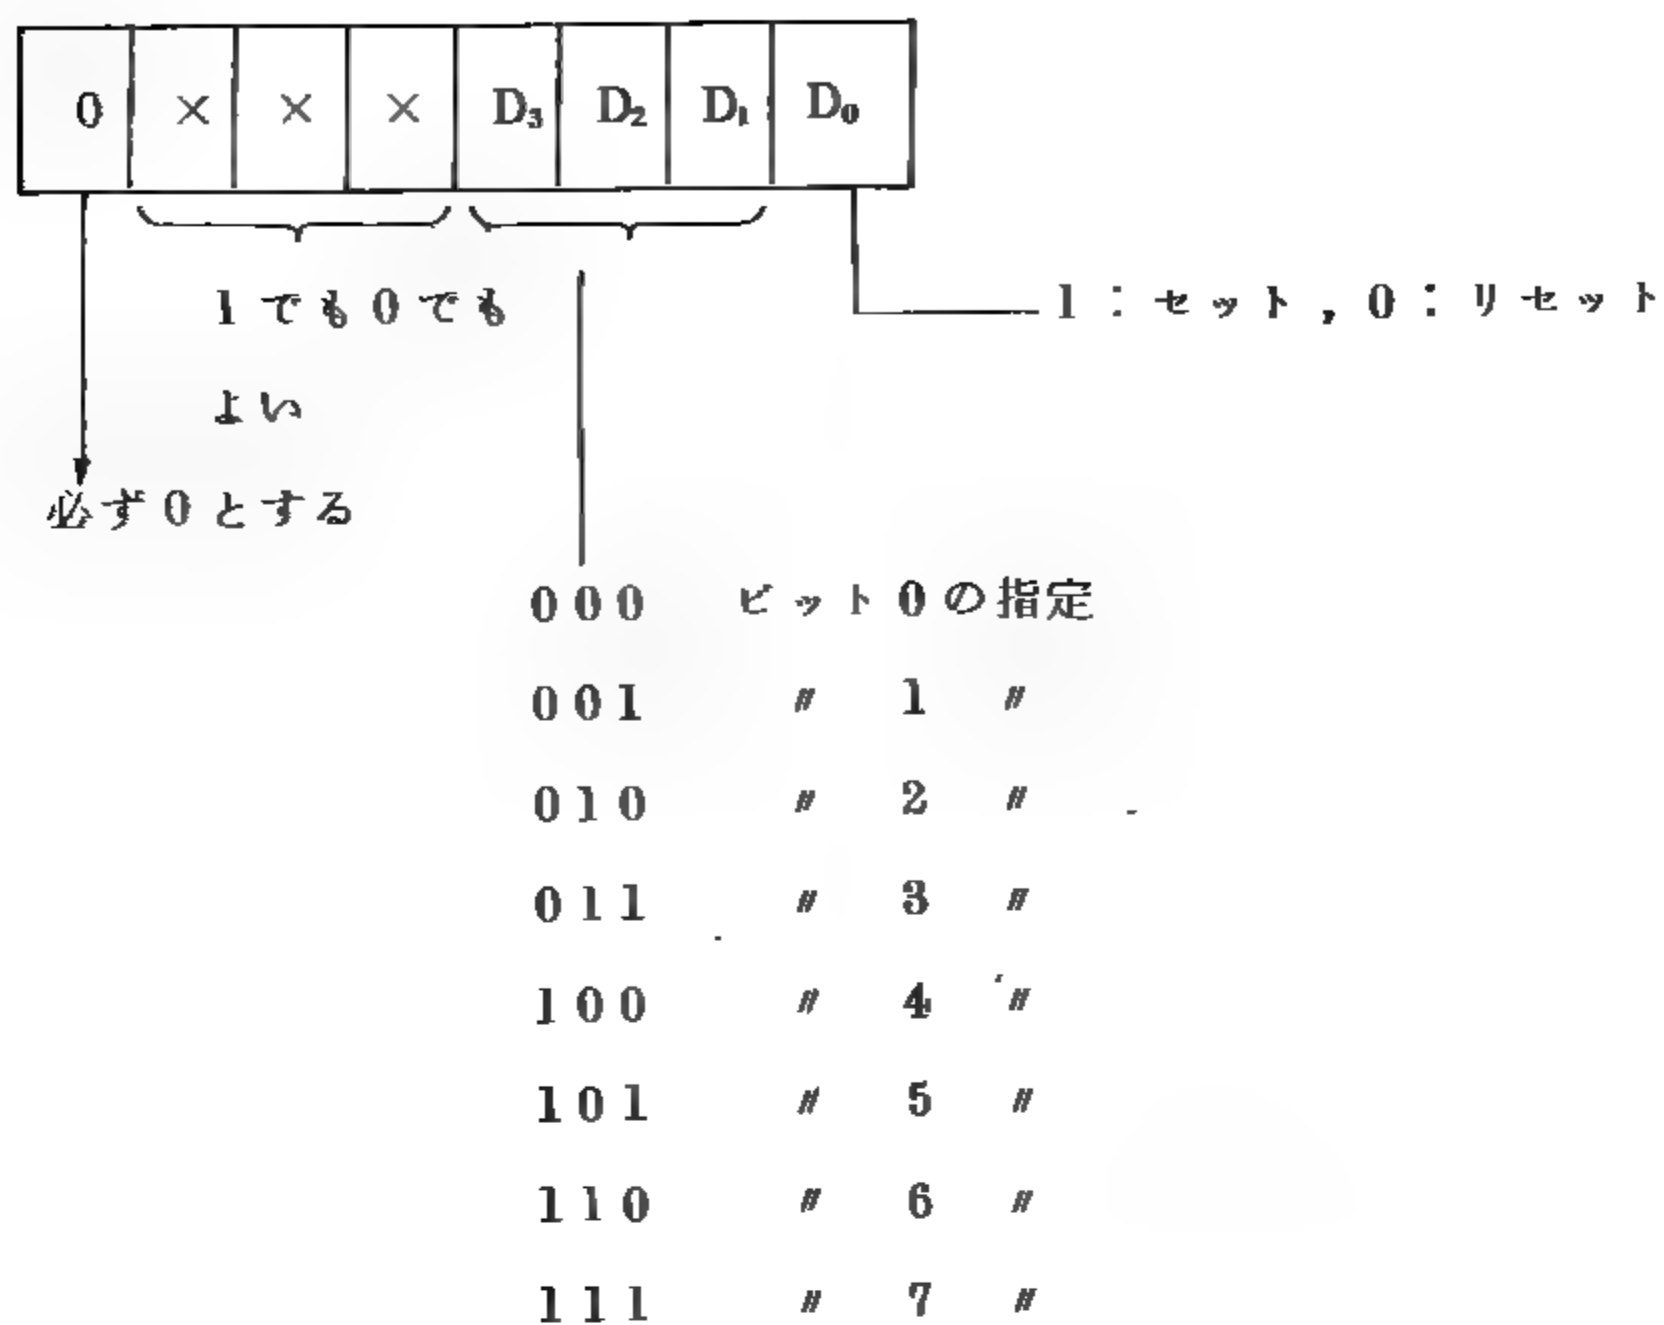 0 × × × D₃ D₂ D₁ D₀
1でも0でも
よい
必ず0とする
1：セット，0：リセット
000 ビット0の指定
001 〃 1 〃
010 〃 2 〃
011 〃 3 〃
100 〃 4 〃
101 〃 5 〃
110 〃 6 〃
111 〃 7 〃